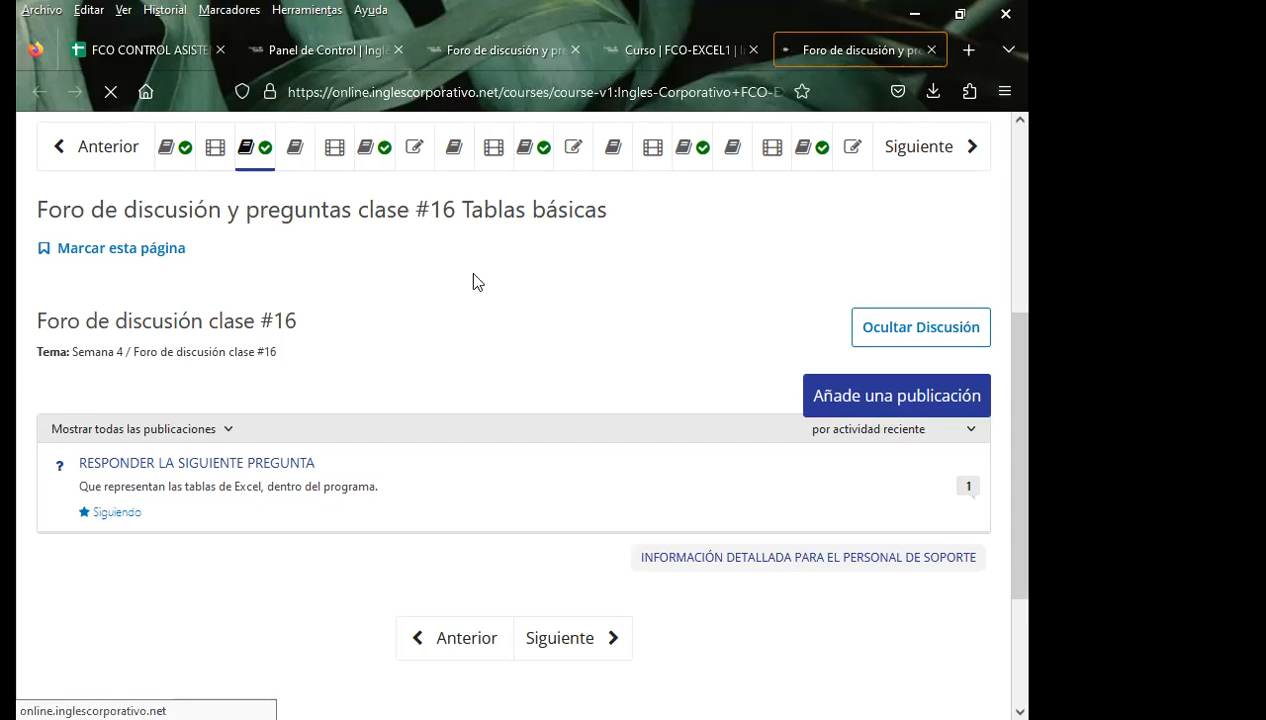 Archivo Editar Ver Historial Marcadores Herramientas Ayuda
FCO CONTROL ASISTE Panel de Control | Ingl Foro de discusión y pre Curso | FCO-EXCEL1 | I Foro de discusión y pre
https://online.inglescorporativo.net/courses/course-v1:Ingles-Corporativo+FCO-E
Anterior Siguiente
Foro de discusión y preguntas clase #16 Tablas básicas
Marcar esta página
Foro de discusión clase #16
Ocultar Discusión
Tema: Semana 4 / Foro de discusión clase #16
Añade una publicación
Mostrar todas las publicaciones por actividad reciente
? RESPONDER LA SIGUIENTE PREGUNTA
Que representan las tablas de Excel, dentro del programa. 1
Siguiendo
INFORMACIÓN DETALLADA PARA EL PERSONAL DE SOPORTE
Anterior Siguiente
online.inglescorporativo.net